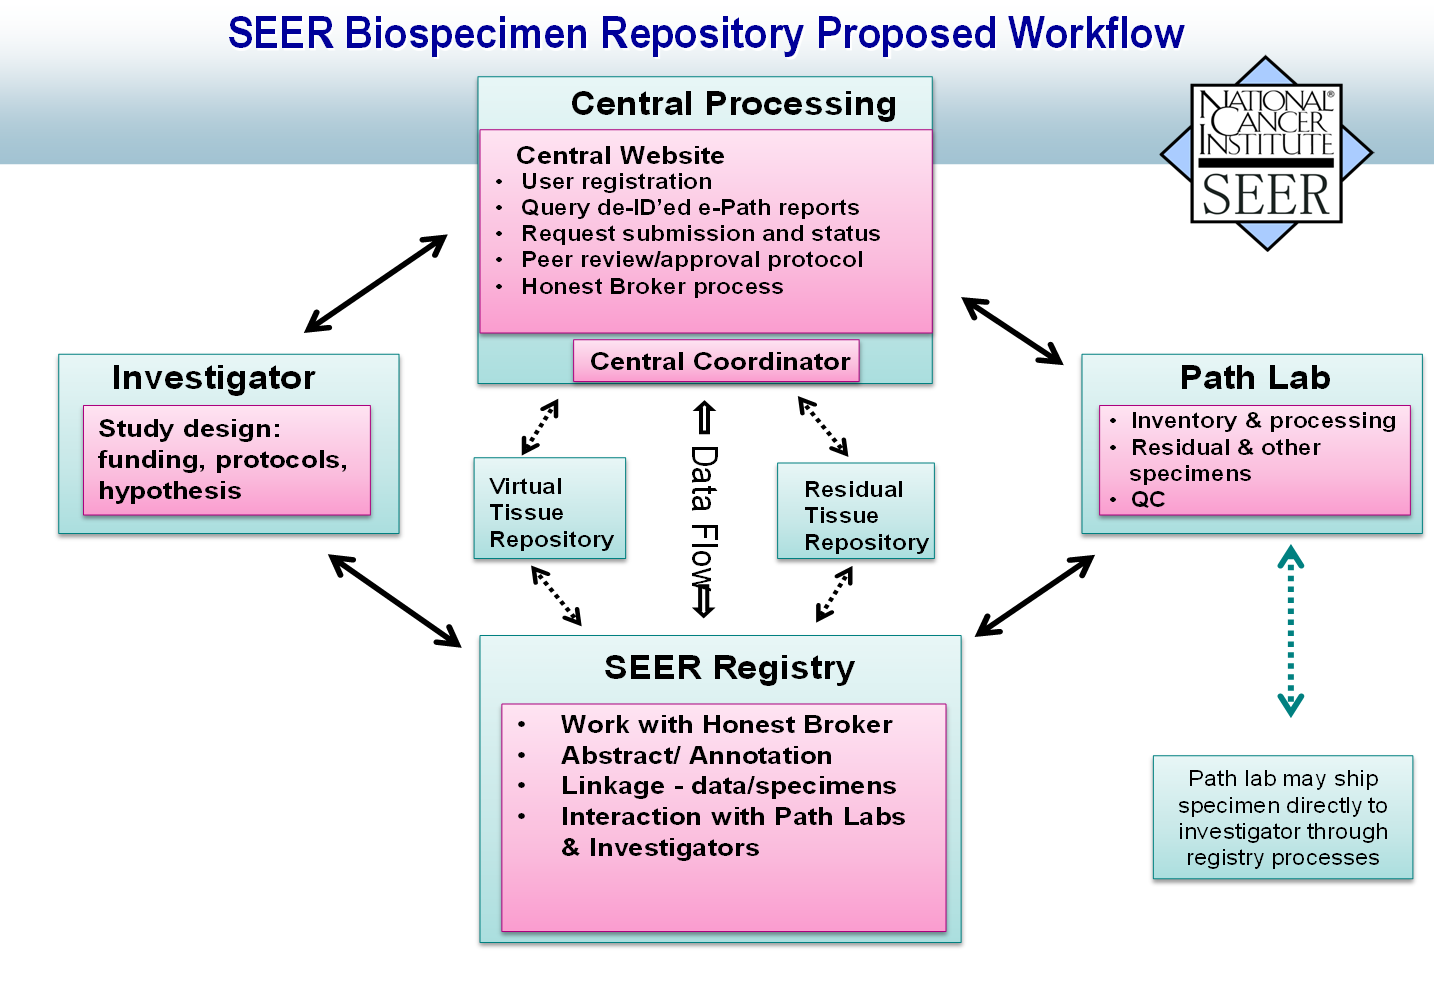 SEER Biospecimen Repository Proposed Workflow
NATIONAL®
CANCER
INSTITUTE
SEER
Central Processing
Central Website
• User registration
• Query de-ID’ed e-Path reports
• Request submission and status
• Peer review/approval protocol
• Honest Broker process
Central Coordinator
Investigator
Study design:
funding, protocols,
hypothesis
Path Lab
• Inventory & processing
• Residual & other
specimens
• QC
Virtual
Tissue
Repository
Data Flow
Residual
Tissue
Repository
SEER Registry
• Work with Honest Broker
• Abstract/ Annotation
• Linkage - data/specimens
• Interaction with Path Labs
& Investigators
Path lab may ship
specimen directly to
investigator through
registry processes